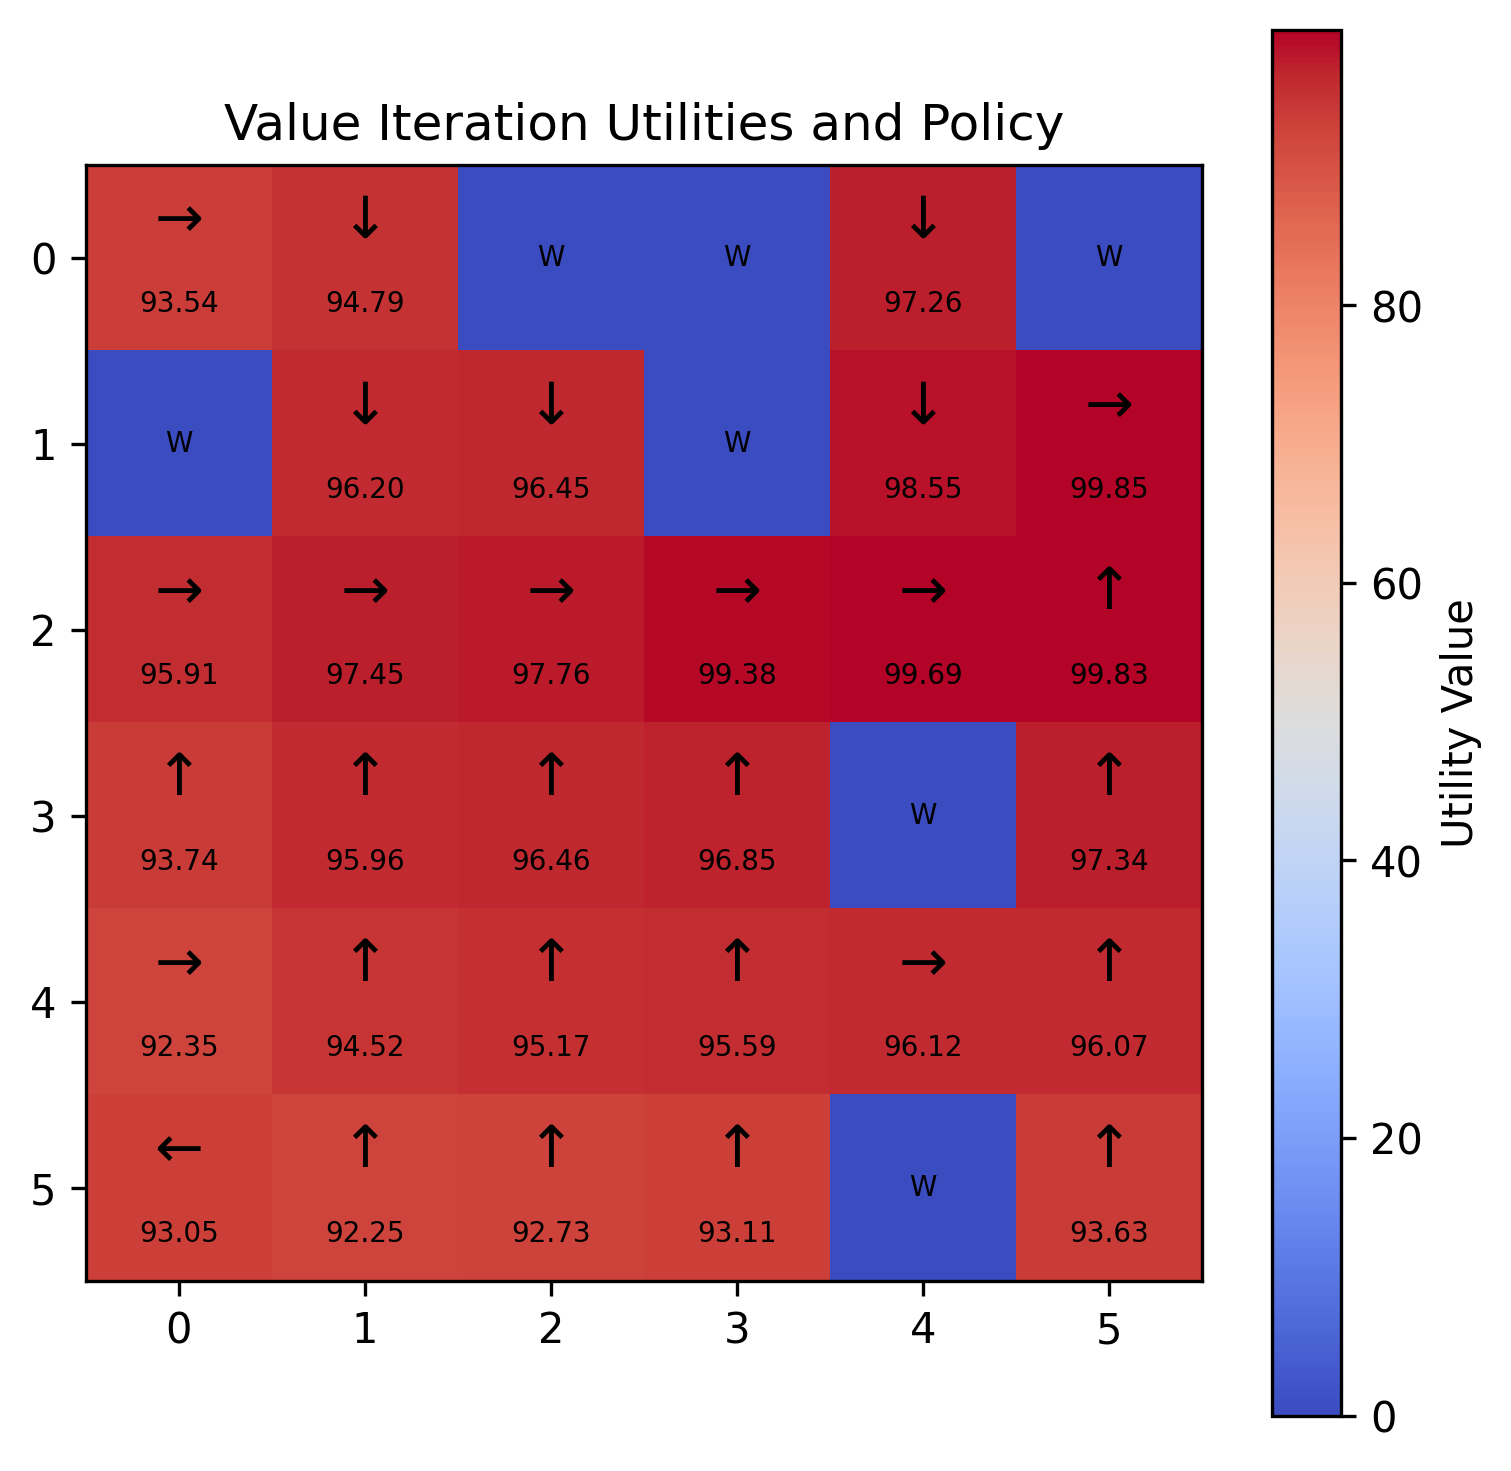 Value Iteration Utilities and Policy
→ ↓ ↓
0 W W W
93.54 94.79 97.26
↓ ↓ ↓ →
1 W W
96.20 96.45 98.55 99.85
→ → → → → ↑
2
95.91 97.45 97.76 99.38 99.69 99.83
↑ ↑ ↑ ↑ ↑
3 W
93.74 95.96 96.46 96.85 97.34
→ ↑ ↑ ↑ → ↑
4
92.35 94.52 95.17 95.59 96.12 96.07
← ↑ ↑ ↑ ↑
5 W
93.05 92.25 92.73 93.11 93.63
0 1 2 3 4 5
80
60
40
20
0
Utility Value